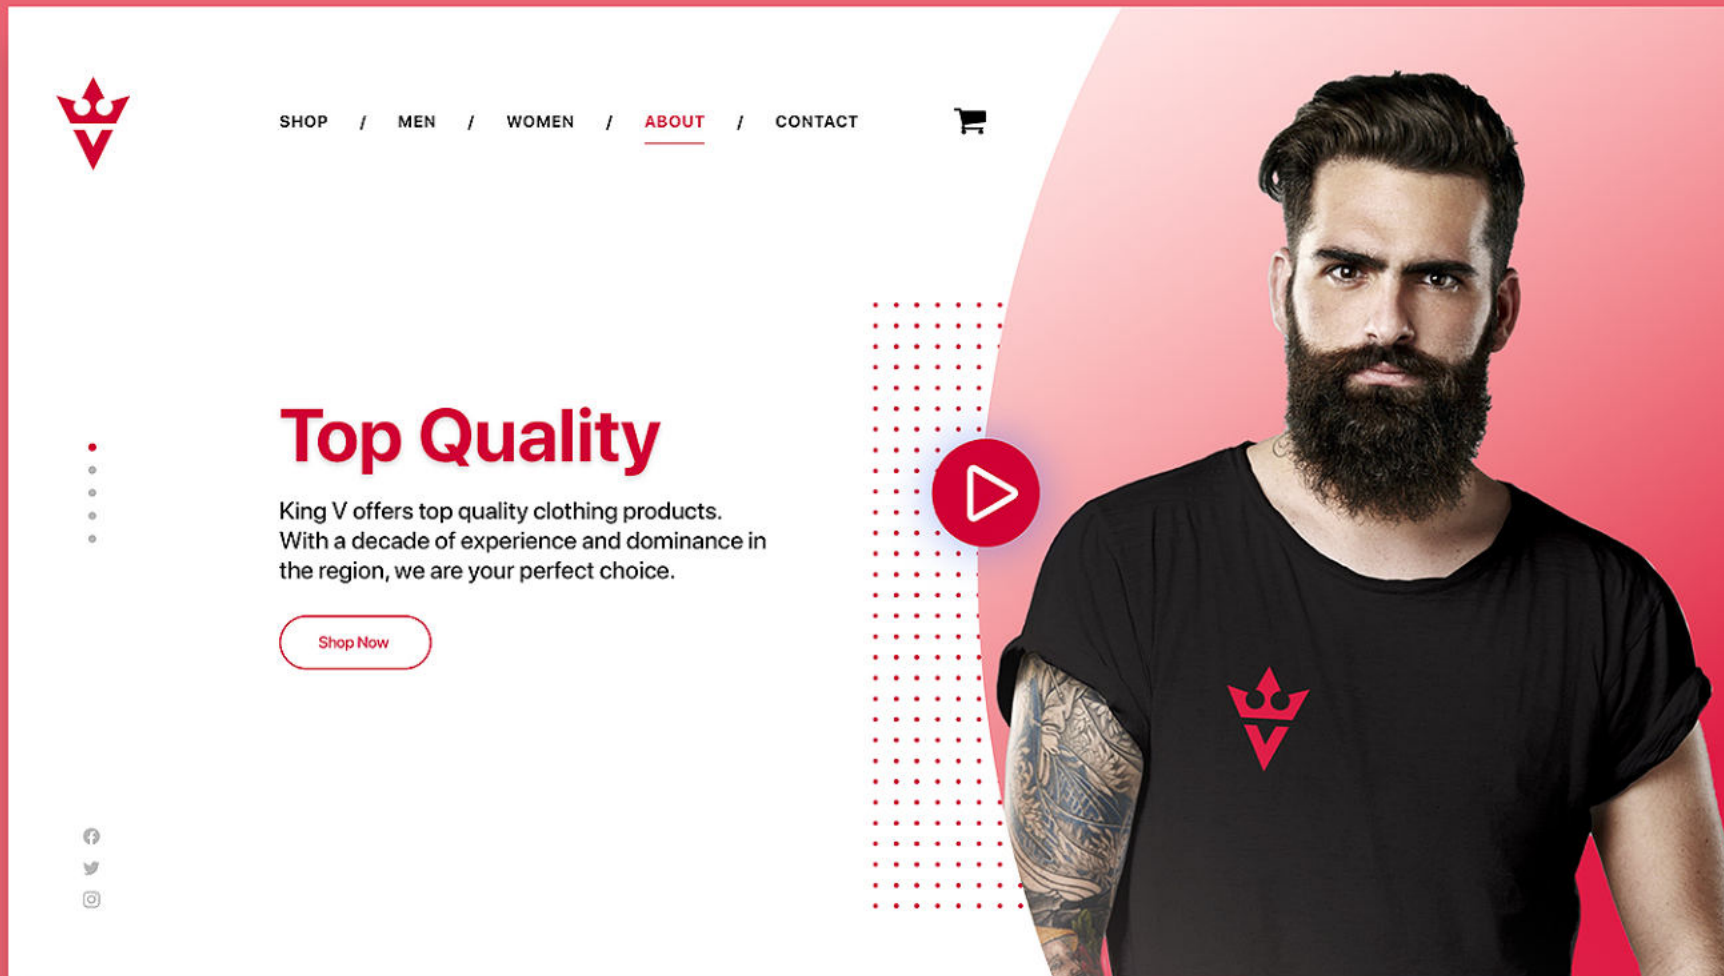 SHOP / MEN / WOMEN / ABOUT / CONTACT
Top Quality
King V offers top quality clothing products.
With a decade of experience and dominance in
the region, we are your perfect choice.
Shop Now
V